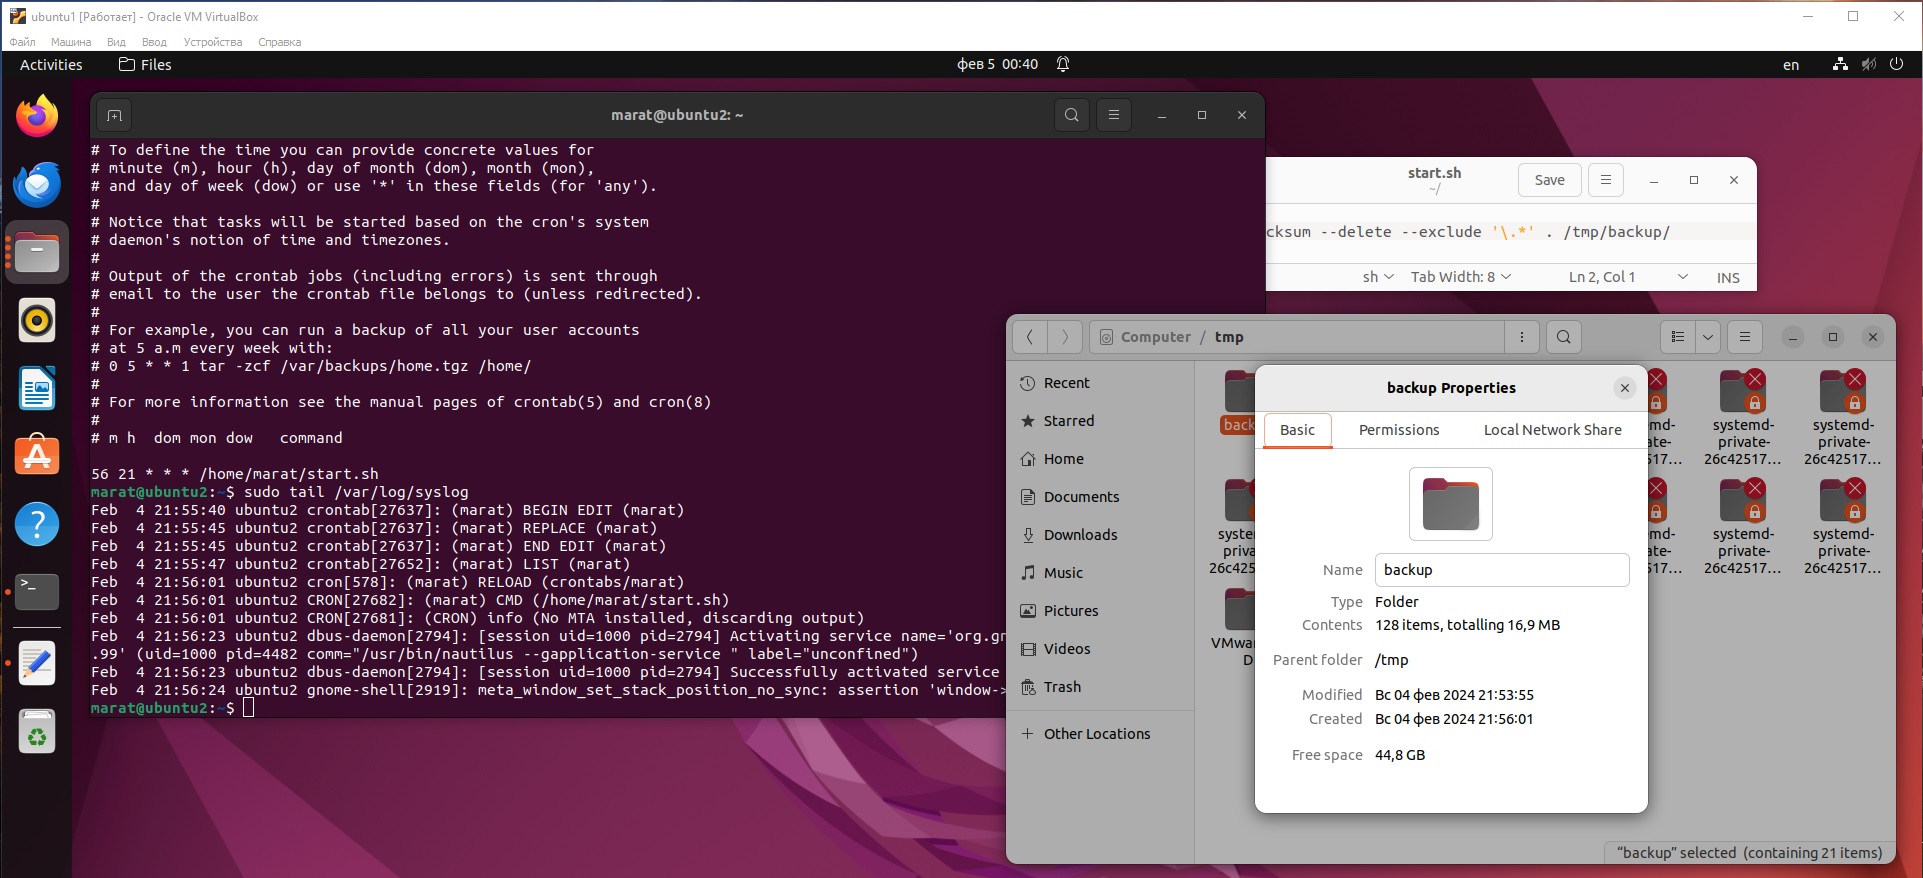 ubuntu1 [Работает] - Oracle VM VirtualBox
Файл Машина Вид Ввод Устройства Справка
Activities Files фев 5 00:40 en
marat@ubuntu2: ~
# To define the time you can provide concrete values for
# minute (m), hour (h), day of month (dom), month (mon),
# and day of week (dow) or use '*' in these fields (for 'any').
#
# Notice that tasks will be started based on the cron's system
# daemon's notion of time and timezones.
#
# Output of the crontab jobs (including errors) is sent through
# email to the user the crontab file belongs to (unless redirected).
#
# For example, you can run a backup of all your user accounts
# at 5 a.m every week with:
# 0 5 * * 1 tar -zcf /var/backups/home.tgz /home/
#
# For more information see the manual pages of crontab(5) and cron(8)
#
# m h  dom mon dow   command
56 21 * * * /home/marat/start.sh
marat@ubuntu2:~$ sudo tail /var/log/syslog
Feb  4 21:55:40 ubuntu2 crontab[27637]: (marat) BEGIN EDIT (marat)
Feb  4 21:55:45 ubuntu2 crontab[27637]: (marat) REPLACE (marat)
Feb  4 21:55:45 ubuntu2 crontab[27637]: (marat) END EDIT (marat)
Feb  4 21:55:47 ubuntu2 crontab[27652]: (marat) LIST (marat)
Feb  4 21:56:01 ubuntu2 cron[578]: (marat) RELOAD (crontabs/marat)
Feb  4 21:56:01 ubuntu2 CRON[27682]: (marat) CMD (/home/marat/start.sh)
Feb  4 21:56:01 ubuntu2 CRON[27681]: (CRON) info (No MTA installed, discarding output)
Feb  4 21:56:23 ubuntu2 dbus-daemon[2794]: [session uid=1000 pid=2794] Activating service name='org.gn
.99' (uid=1000 pid=4482 comm="/usr/bin/nautilus --gapplication-service " label="unconfined")
Feb  4 21:56:23 ubuntu2 dbus-daemon[2794]: [session uid=1000 pid=2794] Successfully activated service
Feb  4 21:56:24 ubuntu2 gnome-shell[2919]: meta_window_set_stack_position_no_sync: assertion 'window->
marat@ubuntu2:~$
start.sh
~/
Save
cksum --delete --exclude '\.*' . /tmp/backup/
sh Tab Width: 8 Ln 2, Col 1 INS
Computer / tmp
Recent
Starred
Home
Documents
Downloads
Music
Pictures
Videos
Trash
+ Other Locations
back
syste
priva
26c42
VMwar
D
md-
ate-
517…
systemd-
private-
26c42517…
systemd-
private-
26c42517…
md-
ate-
517…
systemd-
private-
26c42517…
systemd-
private-
26c42517…
backup Properties
Basic Permissions Local Network Share
Name backup
Type Folder
Contents 128 items, totalling 16,9 MB
Parent folder /tmp
Modified Вс 04 фев 2024 21:53:55
Created Вс 04 фев 2024 21:56:01
Free space 44,8 GB
“backup” selected (containing 21 items)